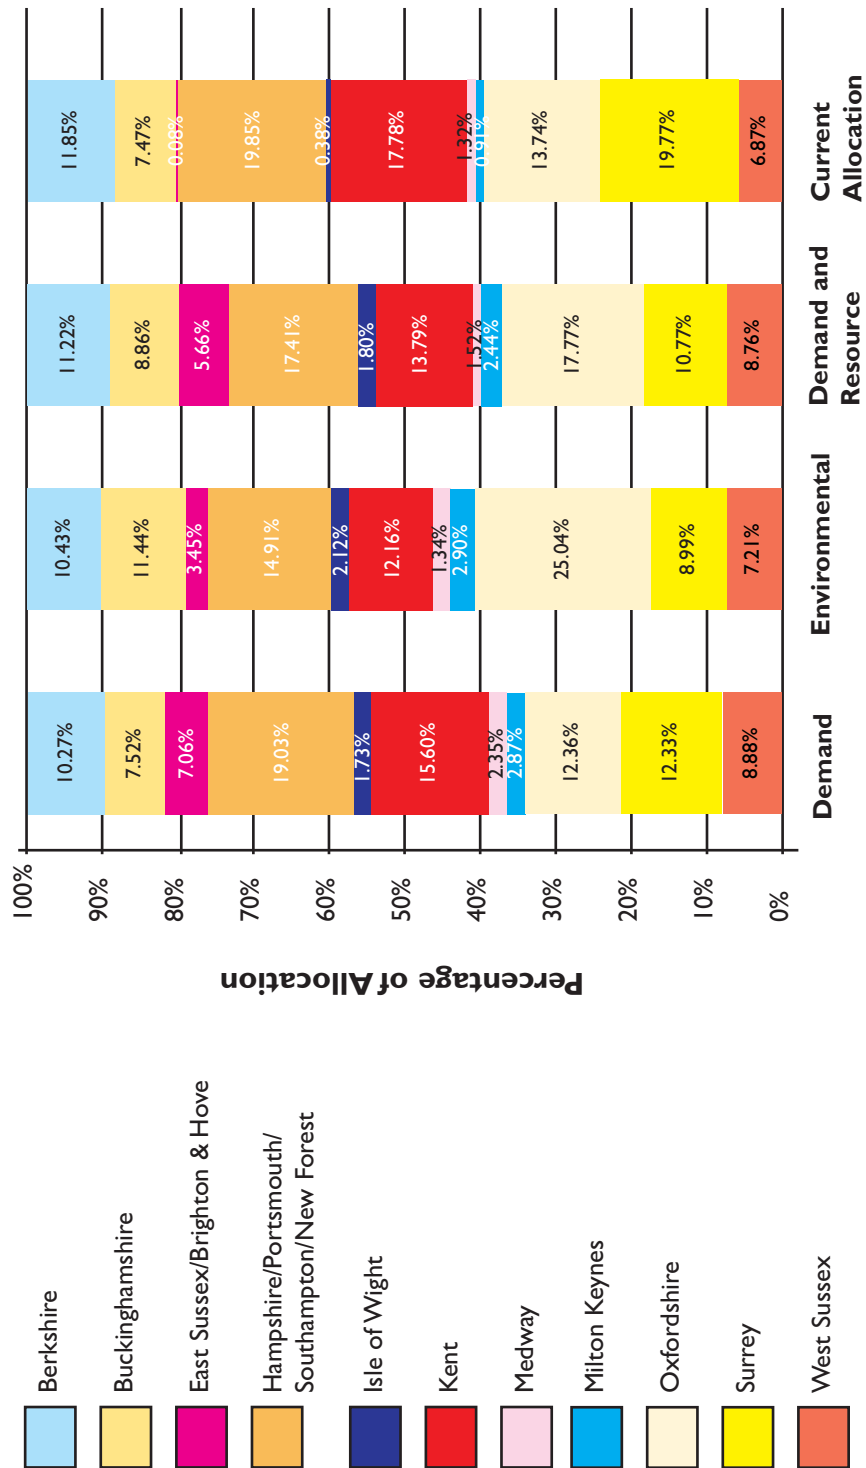 Percentage of Allocation
100%
90%
80%
70%
60%
50%
40%
30%
20%
10%
0%
10.27%
7.52%
7.06%
19.03%
1.73%
15.60%
2.35%
2.87%
12.36%
12.33%
8.88%
Demand
10.43%
11.44%
3.45%
14.91%
2.12%
12.16%
1.34%
2.90%
25.04%
8.99%
7.21%
Environmental
11.22%
8.86%
5.66%
17.41%
1.80%
13.79%
1.52%
2.44%
17.77%
10.77%
8.76%
Demand and
Resource
11.85%
7.47%
0.08%
19.85%
0.38%
17.78%
1.32%
0.91%
13.74%
19.77%
6.87%
Current
Allocation
Berkshire
Buckinghamshire
East Sussex/Brighton & Hove
Hampshire/Portsmouth/
Southampton/New Forest
Isle of Wight
Kent
Medway
Milton Keynes
Oxfordshire
Surrey
West Sussex